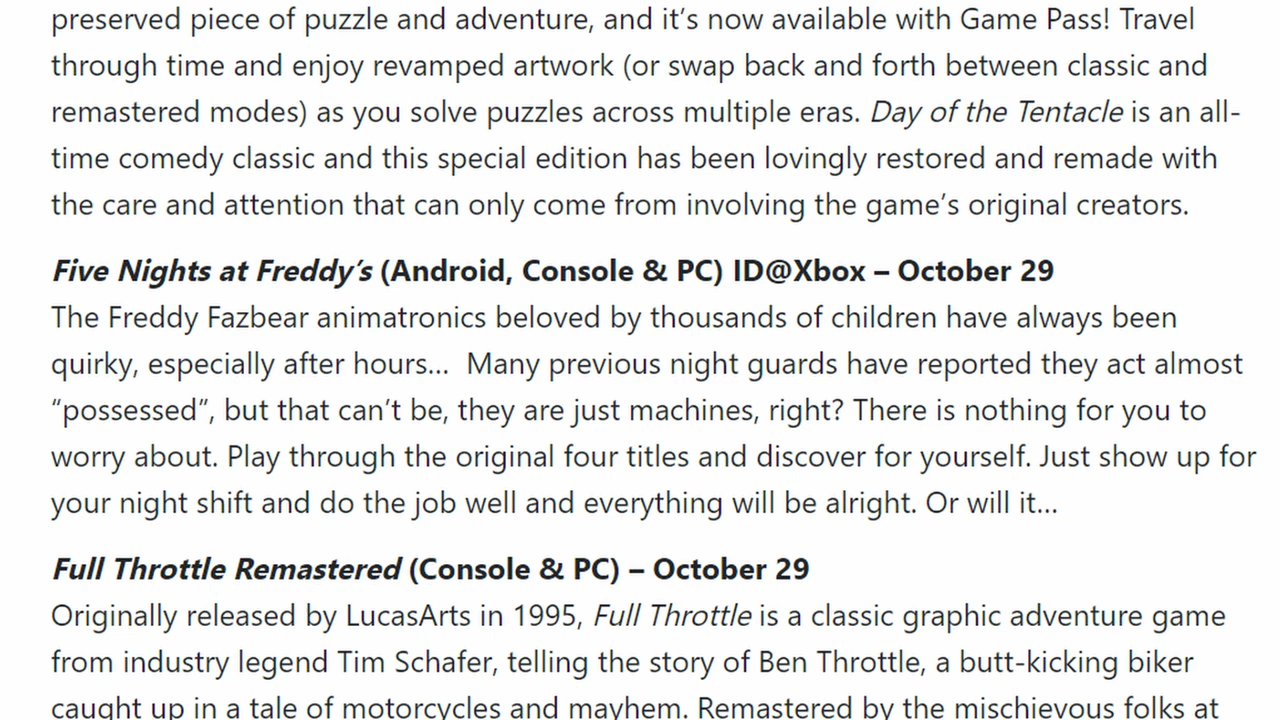 preserved piece of puzzle and adventure, and it’s now available with Game Pass! Travel
through time and enjoy revamped artwork (or swap back and forth between classic and
remastered modes) as you solve puzzles across multiple eras. Day of the Tentacle is an all-
time comedy classic and this special edition has been lovingly restored and remade with
the care and attention that can only come from involving the game’s original creators.
Five Nights at Freddy’s (Android, Console & PC) ID@Xbox – October 29
The Freddy Fazbear animatronics beloved by thousands of children have always been
quirky, especially after hours…  Many previous night guards have reported they act almost
“possessed”, but that can’t be, they are just machines, right? There is nothing for you to
worry about. Play through the original four titles and discover for yourself. Just show up for
your night shift and do the job well and everything will be alright. Or will it…
Full Throttle Remastered (Console & PC) – October 29
Originally released by LucasArts in 1995, Full Throttle is a classic graphic adventure game
from industry legend Tim Schafer, telling the story of Ben Throttle, a butt-kicking biker
caught up in a tale of motorcycles and mayhem. Remastered by the mischievous folks at